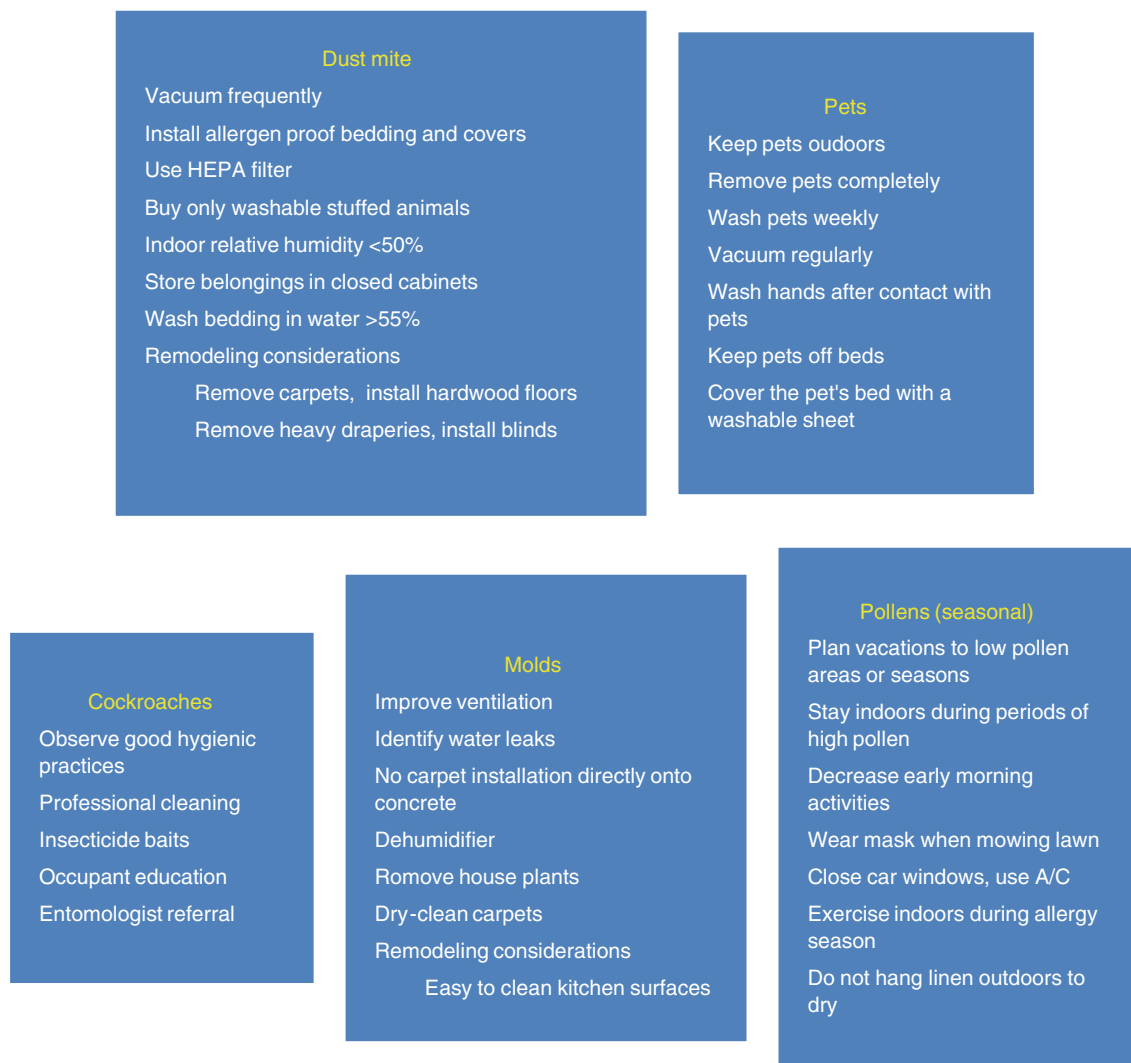 Dust mite
Vacuum frequently
Install allergen proof bedding and covers
Use HEPA filter
Buy only washable stuffed animals
Indoor relative humidity <50%
Store belongings in closed cabinets
Wash bedding in water >55%
Remodeling considerations
Remove carpets, install hardwood floors
Remove heavy draperies, install blinds
Pets
Keep pets oudoors
Remove pets completely
Wash pets weekly
Vacuum regularly
Wash hands after contact with
pets
Keep pets off beds
Cover the pet's bed with a
washable sheet
Cockroaches
Observe good hygienic
practices
Professional cleaning
Insecticide baits
Occupant education
Entomologist referral
Molds
Improve ventilation
Identify water leaks
No carpet installation directly onto
concrete
Dehumidifier
Romove house plants
Dry-clean carpets
Remodeling considerations
Easy to clean kitchen surfaces
Pollens (seasonal)
Plan vacations to low pollen
areas or seasons
Stay indoors during periods of
high pollen
Decrease early morning
activities
Wear mask when mowing lawn
Close car windows, use A/C
Exercise indoors during allergy
season
Do not hang linen outdoors to
dry